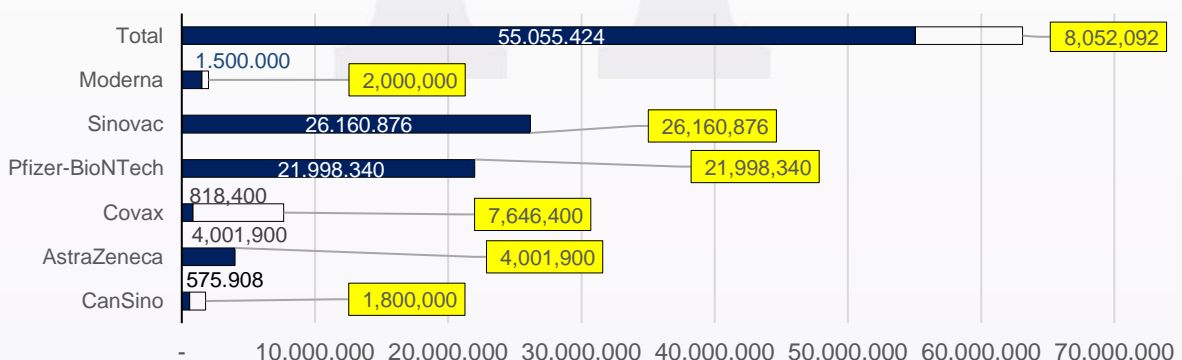 Total 55.055.424 8,052,092
1.500.000
Moderna 2,000,000
Sinovac 26.160.876 26,160,876
Pfizer-BioNTech 21.998.340 21,998,340
818,400
Covax 7,646,400
4,001,900
AstraZeneca 4,001,900
575.908
CanSino 1,800,000
- 10.000.000 20.000.000 30.000.000 40.000.000 50.000.000 60.000.000 70.000.000